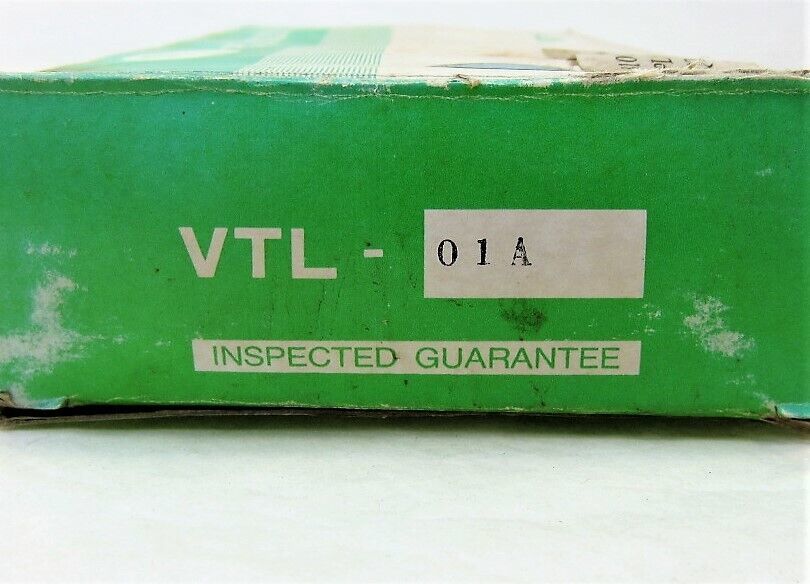 VTL - 01A
INSPECTED GUARANTEE